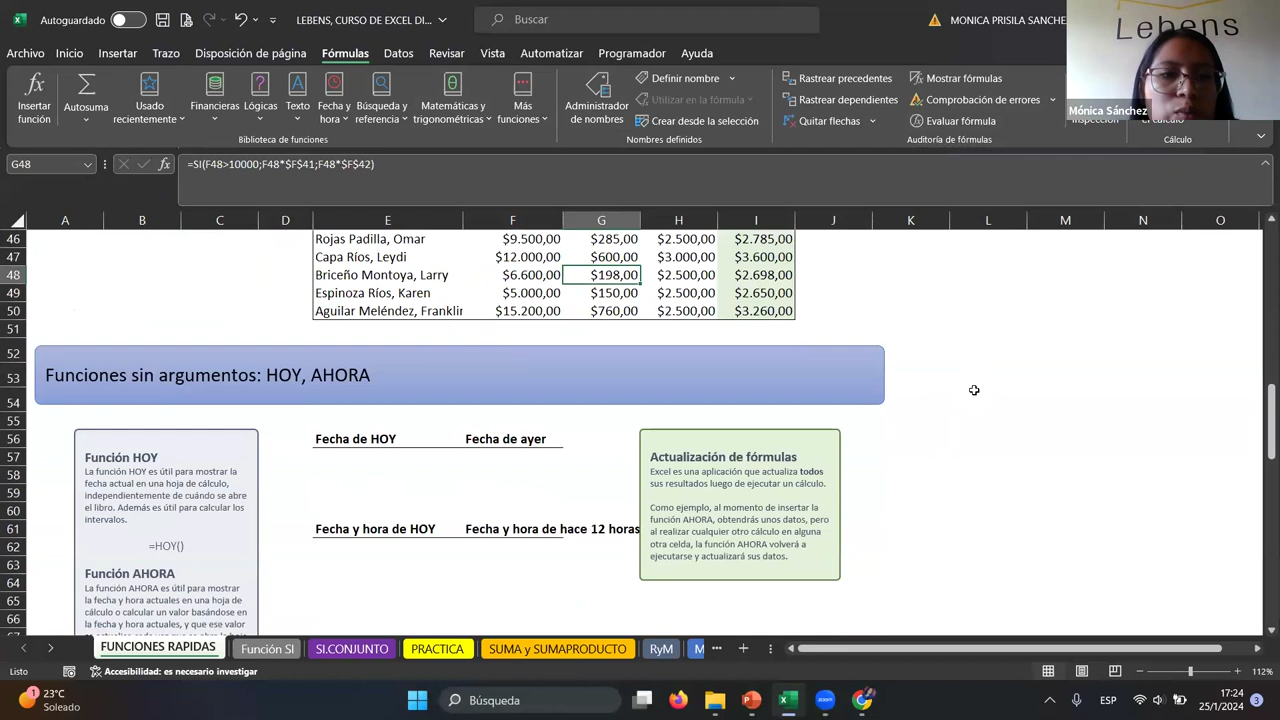 Autoguardado
LEBENS, CURSO DE EXCEL DI...
Buscar
MONICA PRISILA SANCHE
Lebens
Archivo Inicio Insertar Trazo Disposición de página Fórmulas Datos Revisar Vista Automatizar Programador Ayuda
Insertar función
Autosuma
Usado recientemente
Financieras
Lógicas
Texto
Fecha y hora
Búsqueda y referencia
Matemáticas y trigonométricas
Más funciones
Biblioteca de funciones
Administrador de nombres
Definir nombre
Utilizar en la fórmula
Crear desde la selección
Nombres definidos
Rastrear precedentes
Rastrear dependientes
Quitar flechas
Mostrar fórmulas
Comprobación de errores
Evaluar fórmula
Auditoría de fórmulas
Cálculo
Mónica Sánchez
G48
fx
=SI(F48>10000;F48*$F$41;F48*$F$42)
A B C D E F G H I J K L M N O
46 Rojas Padilla, Omar $9.500,00 $285,00 $2.500,00 $2.785,00
47 Capa Ríos, Leydi $12.000,00 $600,00 $3.000,00 $3.600,00
48 Briceño Montoya, Larry $6.600,00 $198,00 $2.500,00 $2.698,00
49 Espinoza Ríos, Karen $5.000,00 $150,00 $2.500,00 $2.650,00
50 Aguilar Meléndez, Franklin $15.200,00 $760,00 $2.500,00 $3.260,00
51
52
53
54
55
56
57
58
59
60
61
62
63
64
65
66
Funciones sin argumentos: HOY, AHORA
Función HOY
La función HOY es útil para mostrar la
fecha actual en una hoja de cálculo,
independientemente de cuándo se abre
el libro. Además es útil para calcular los
intervalos.
=HOY()
Función AHORA
La función AHORA es útil para mostrar
la fecha y hora actuales en una hoja de
cálculo o calcular un valor basándose en
la fecha y hora actuales, y que ese valor
Fecha de HOY Fecha de ayer
Fecha y hora de HOY Fecha y hora de hace 12 horas
Actualización de fórmulas
Excel es una aplicación que actualiza todos
sus resultados luego de ejecutar un cálculo.
Como ejemplo, al momento de insertar la
función AHORA, obtendrás unos datos, pero
al realizar cualquier otro cálculo en alguna
otra celda, la función AHORA volverá a
ejecutarse y actualizará sus datos.
FUNCIONES RAPIDAS Función SI SI.CONJUNTO PRACTICA SUMA y SUMAPRODUCTO RyM M ...
Accesibilidad: es necesario investigar
112%
1
23°C
Soleado
Búsqueda
ESP
17:24
25/1/2024
3